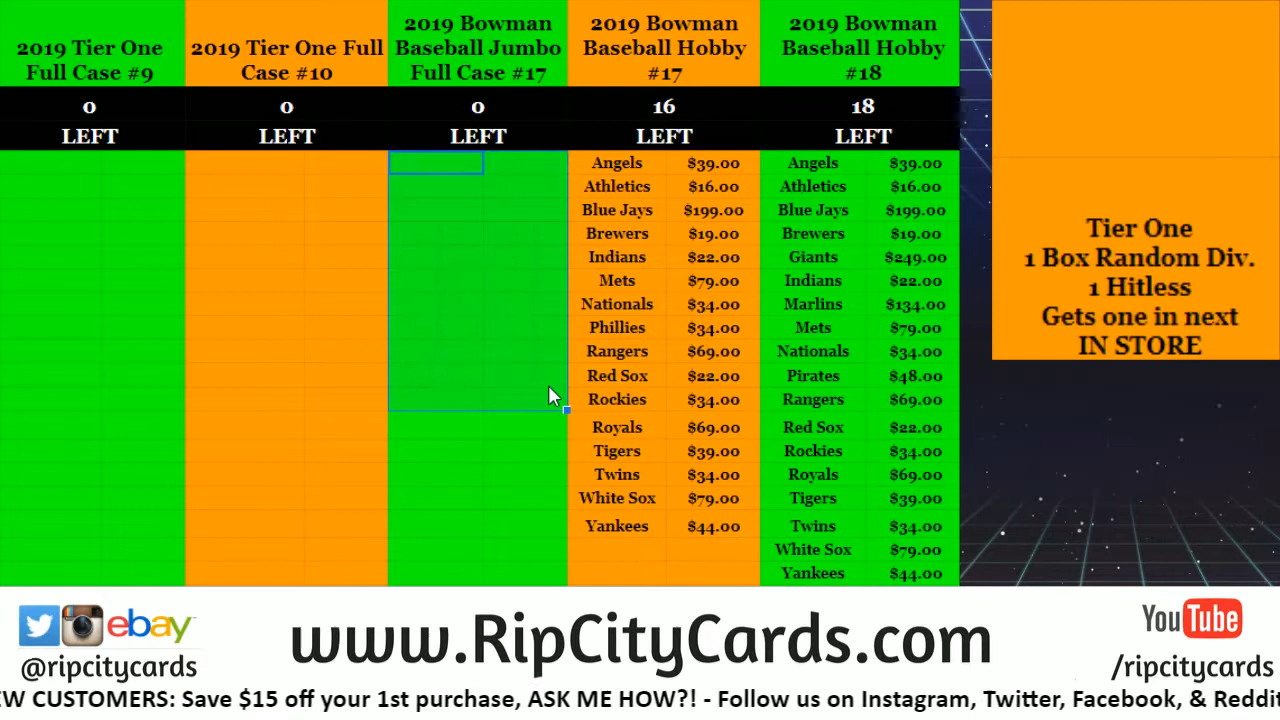 2019 Tier One
Full Case #9
0
LEFT
2019 Tier One Full
Case #10
0
LEFT
2019 Bowman
Baseball Jumbo
Full Case #17
0
LEFT
2019 Bowman
Baseball Hobby
#17
16
LEFT
Angels $39.00
Athletics $16.00
Blue Jays $199.00
Brewers $19.00
Indians $22.00
Mets $79.00
Nationals $34.00
Phillies $34.00
Rangers $69.00
Red Sox $22.00
Rockies $34.00
Royals $69.00
Tigers $39.00
Twins $34.00
White Sox $79.00
Yankees $44.00
2019 Bowman
Baseball Hobby
#18
18
LEFT
Angels $39.00
Athletics $16.00
Blue Jays $199.00
Brewers $19.00
Giants $249.00
Indians $22.00
Marlins $134.00
Mets $79.00
Nationals $34.00
Pirates $48.00
Rangers $69.00
Red Sox $22.00
Rockies $34.00
Royals $69.00
Tigers $39.00
Twins $34.00
White Sox $79.00
Yankees $44.00
Tier One
1 Box Random Div.
1 Hitless
Gets one in next
IN STORE
ebay
@ripcitycards
www.RipCityCards.com
YouTube
/ripcitycards
EW CUSTOMERS: Save $15 off your 1st purchase, ASK ME HOW?! - Follow us on Instagram, Twitter, Facebook, & Reddi